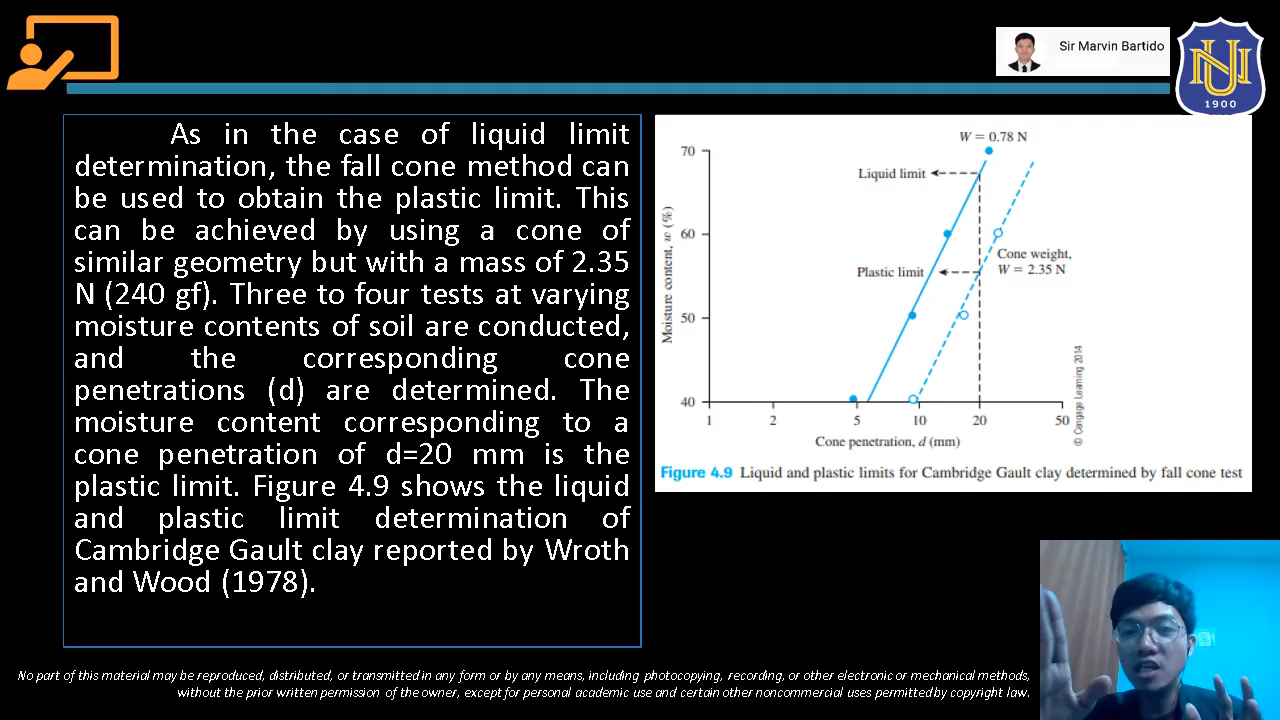 Sir Marvin Bartido
NU
1900
As in the case of liquid limit
determination, the fall cone method can
be used to obtain the plastic limit. This
can be achieved by using a cone of
similar geometry but with a mass of 2.35
N (240 gf). Three to four tests at varying
moisture contents of soil are conducted,
and the corresponding cone
penetrations (d) are determined. The
moisture content corresponding to a
cone penetration of d=20 mm is the
plastic limit. Figure 4.9 shows the liquid
and plastic limit determination of
Cambridge Gault clay reported by Wroth
and Wood (1978).
W = 0.78 N
70
Liquid limit
60
Cone weight,
W = 2.35 N
Plastic limit
50
40
Moisture content, w (%)
1 2 5 10 20 50
Cone penetration, d (mm)
© Cengage Learning 2014
Figure 4.9 Liquid and plastic limits for Cambridge Gault clay determined by fall cone test
No part of this material may be reproduced, distributed, or transmitted in any form or by any means, including photocopying, recording, or other electronic or mechanical methods,
without the prior written permission of the owner, except for personal academic use and certain other noncommercial uses permitted by copyright law.